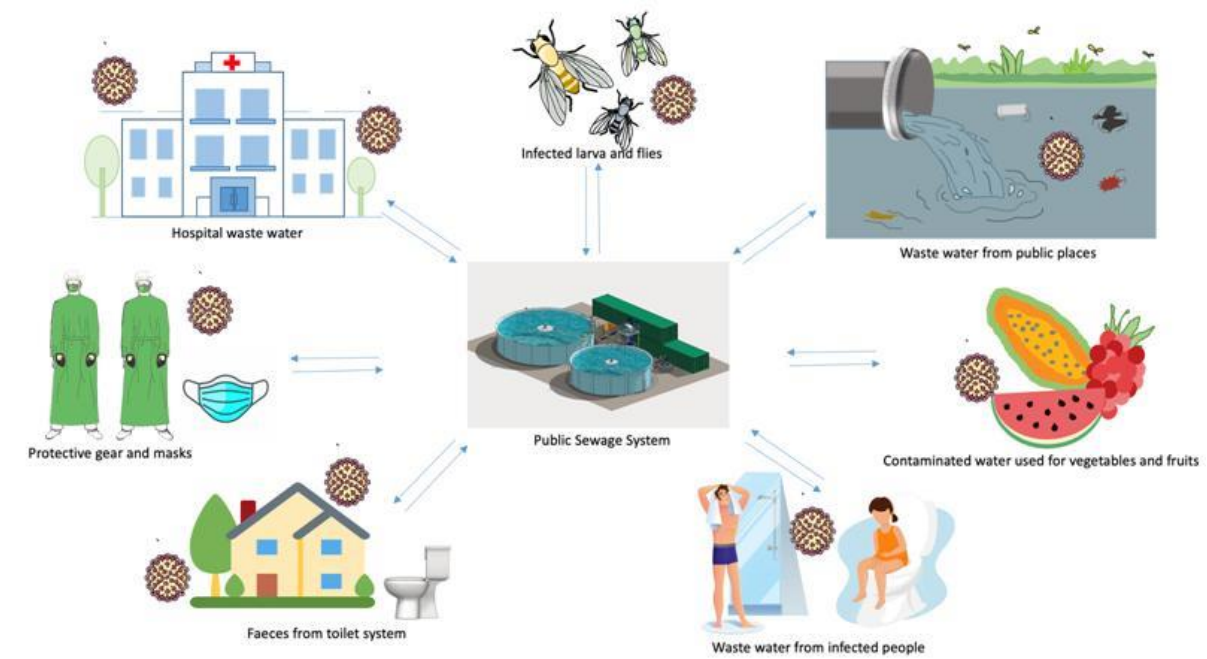 Infected larva and flies
Hospital waste water
Waste water from public places
Public Sewage System
Protective gear and masks
Contaminated water used for vegetables and fruits
Faeces from toilet system
Waste water from infected people